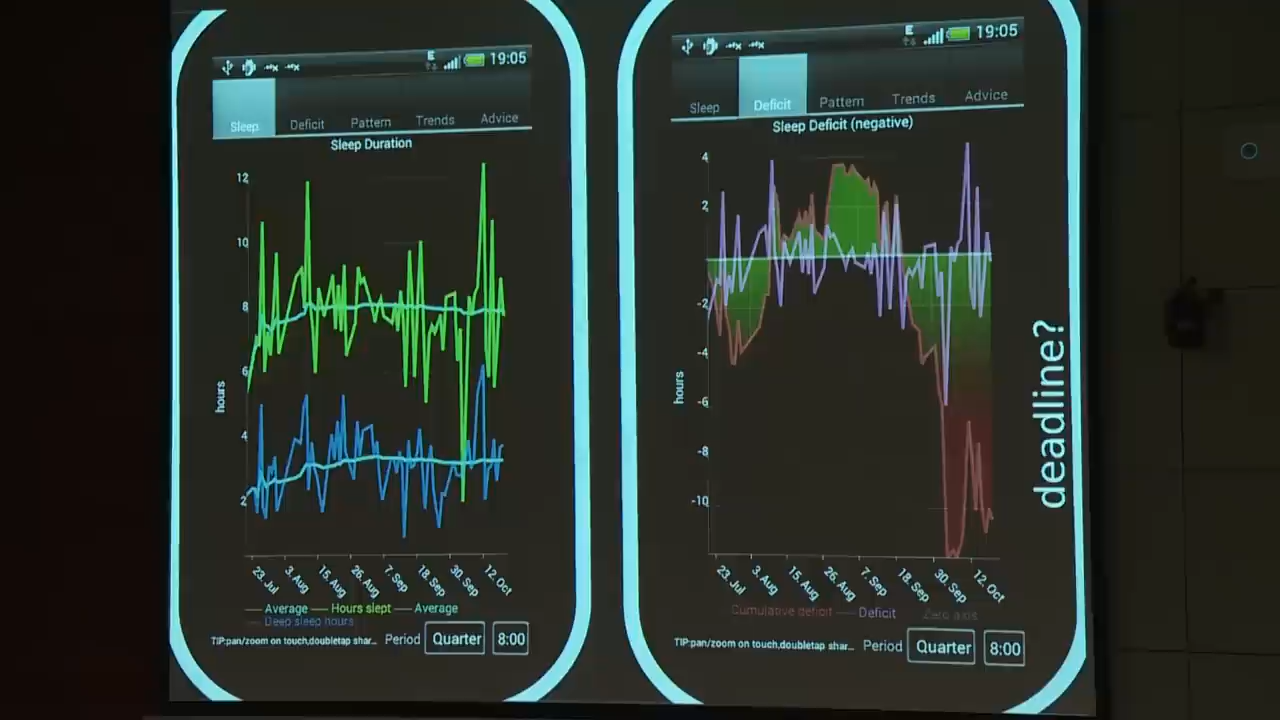 E
19:05
Sleep Deficit Pattern Trends Advice
Sleep Duration
12
10
8
6
4
2
hours
23. Jul 3. Aug 15. Aug 26. Aug 7. Sep 18. Sep 30. Sep 12. Oct
Average Hours slept Average
Deep sleep hours
TIP:pan/zoom on touch,doubletap shar... Period Quarter 8:00
E
19:05
Sleep Deficit Pattern Trends Advice
Sleep Deficit (negative)
4
2
-2
-4
-6
-8
-10
hours
23. Jul 3. Aug 15. Aug 26. Aug 7. Sep 18. Sep 30. Sep 12. Oct
Cumulative deficit Deficit Zero axis
TIP:pan/zoom on touch,doubletap shar... Period Quarter 8:00
deadline?